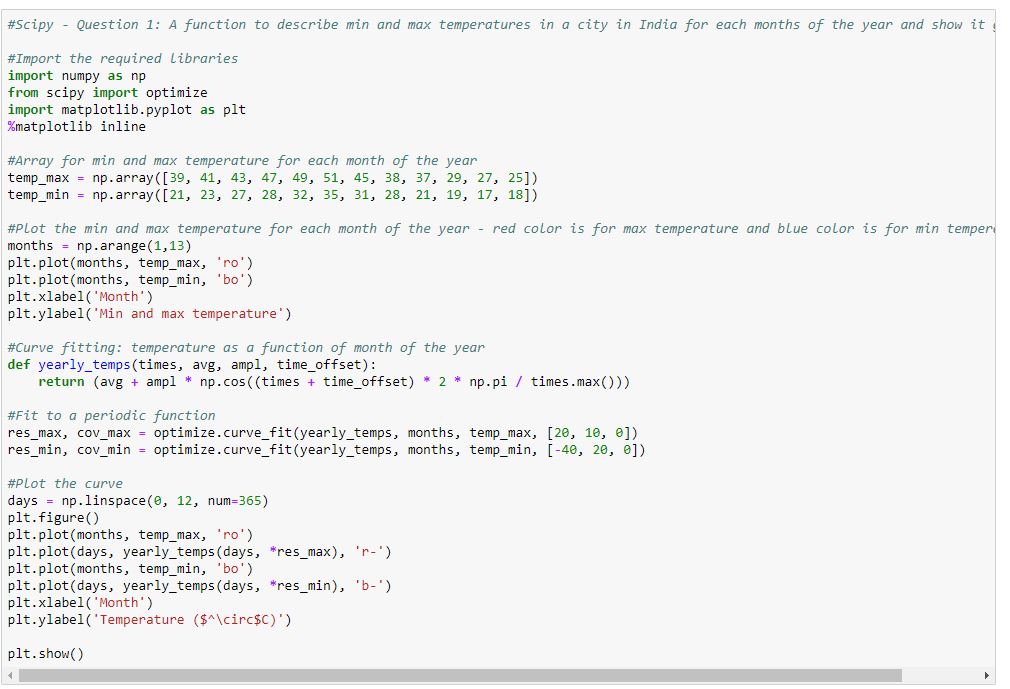 #Scipy - Question 1: A function to describe min and max temperatures in a city in India for each months of the year and show it
#Import the required libraries
import numpy as np
from scipy import optimize
import matplotlib.pyplot as plt
%matplotlib inline
#Array for min and max temperature for each month of the year
temp_max = np.array([39, 41, 43, 47, 49, 51, 45, 38, 37, 29, 27, 25])
temp_min = np.array([21, 23, 27, 28, 32, 35, 31, 28, 21, 19, 17, 18])
#Plot the min and max temperature for each month of the year - red color is for max temperature and blue color is for min temper
months = np.arange(1,13)
plt.plot(months, temp_max, 'ro')
plt.plot(months, temp_min, 'bo')
plt.xlabel('Month')
plt.ylabel('Min and max temperature')
#Curve fitting: temperature as a function of month of the year
def yearly_temps(times, avg, ampl, time_offset):
    return (avg + ampl * np.cos((times + time_offset) * 2 * np.pi / times.max()))
#Fit to a periodic function
res_max, cov_max = optimize.curve_fit(yearly_temps, months, temp_max, [20, 10, 0])
res_min, cov_min = optimize.curve_fit(yearly_temps, months, temp_min, [-40, 20, 0])
#Plot the curve
days = np.linspace(0, 12, num=365)
plt.figure()
plt.plot(months, temp_max, 'ro')
plt.plot(days, yearly_temps(days, *res_max), 'r-')
plt.plot(months, temp_min, 'bo')
plt.plot(days, yearly_temps(days, *res_min), 'b-')
plt.xlabel('Month')
plt.ylabel('Temperature ($^\circ$C)')
plt.show()